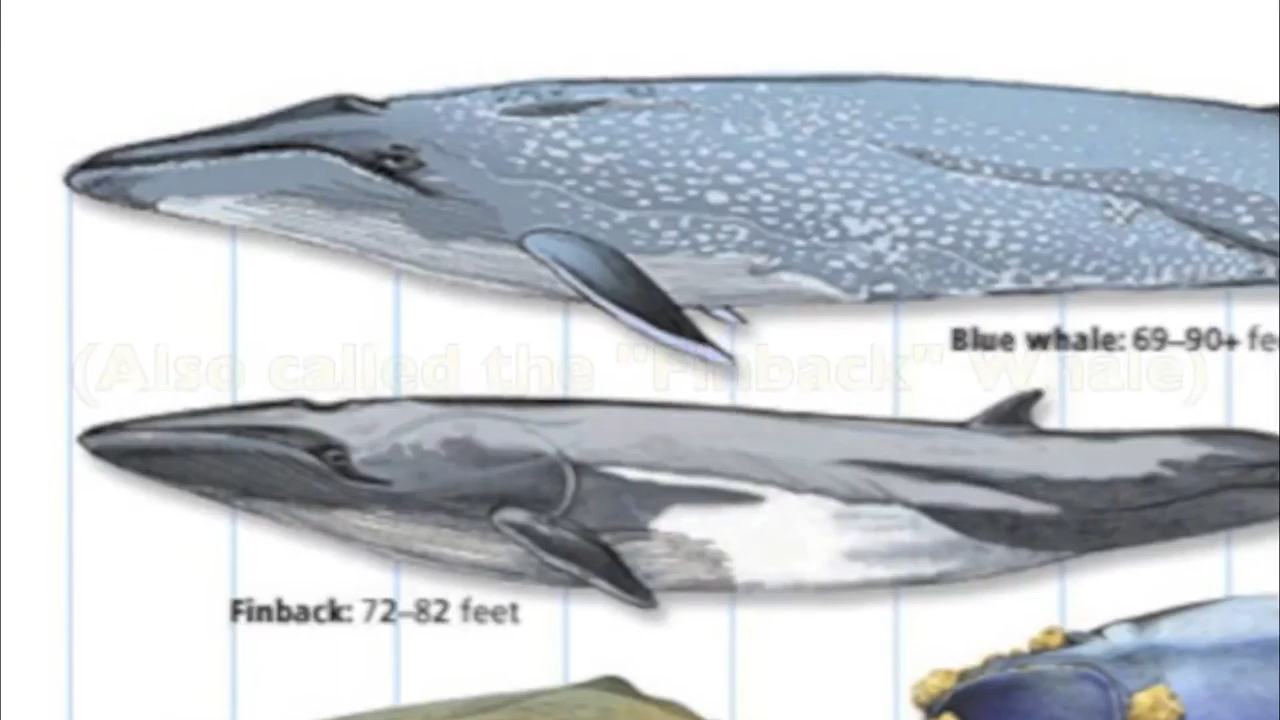 Blue whale: 69–90+ fe
(Also called the "Finback" Whale)
Finback: 72–82 feet